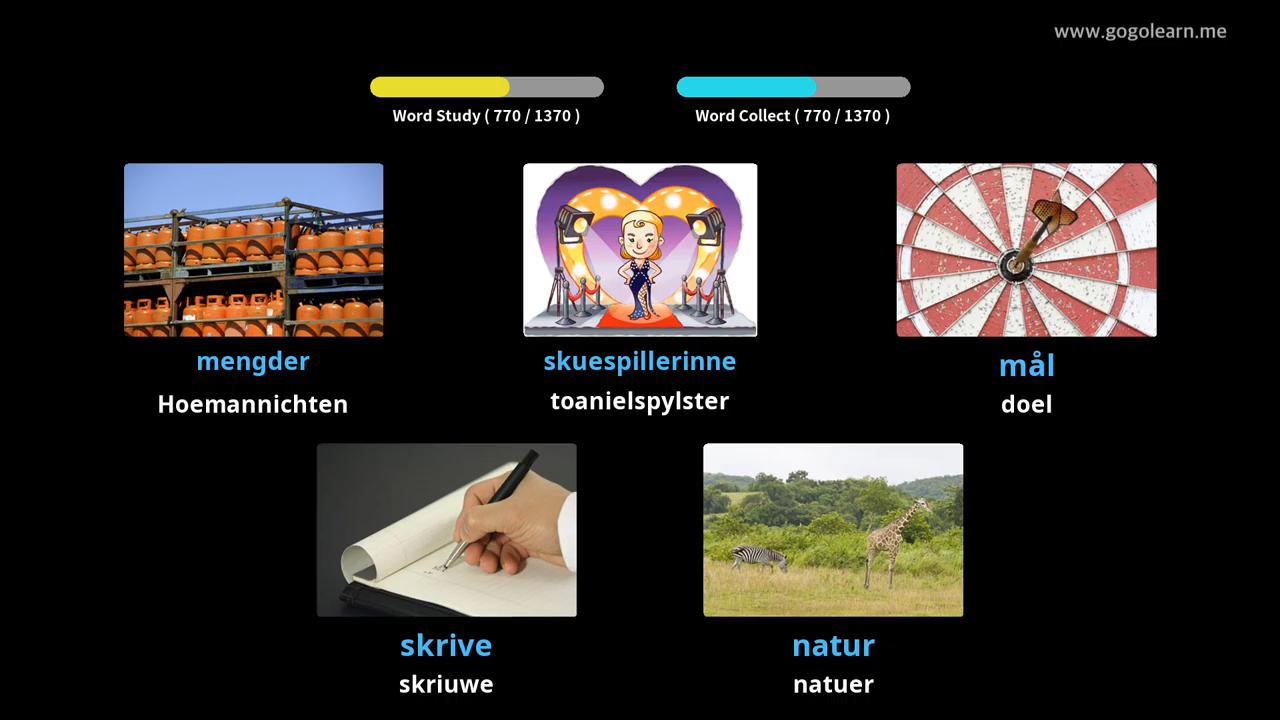 www.gogolearn.me
Word Study ( 770 / 1370 )
Word Collect ( 770 / 1370 )
mengder
Hoemannichten
skuespillerinne
toanielspylster
mål
doel
skrive
skriuwe
natur
natuer